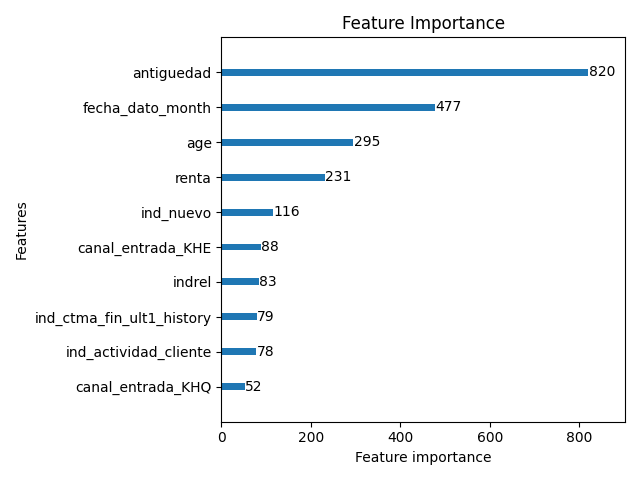 Feature Importance
Features
antiguedad 820
fecha_dato_month 477
age 295
renta 231
ind_nuevo 116
canal_entrada_KHE 88
indrel 83
ind_ctma_fin_ult1_history 79
ind_actividad_cliente 78
canal_entrada_KHQ 52
0 200 400 600 800
Feature importance